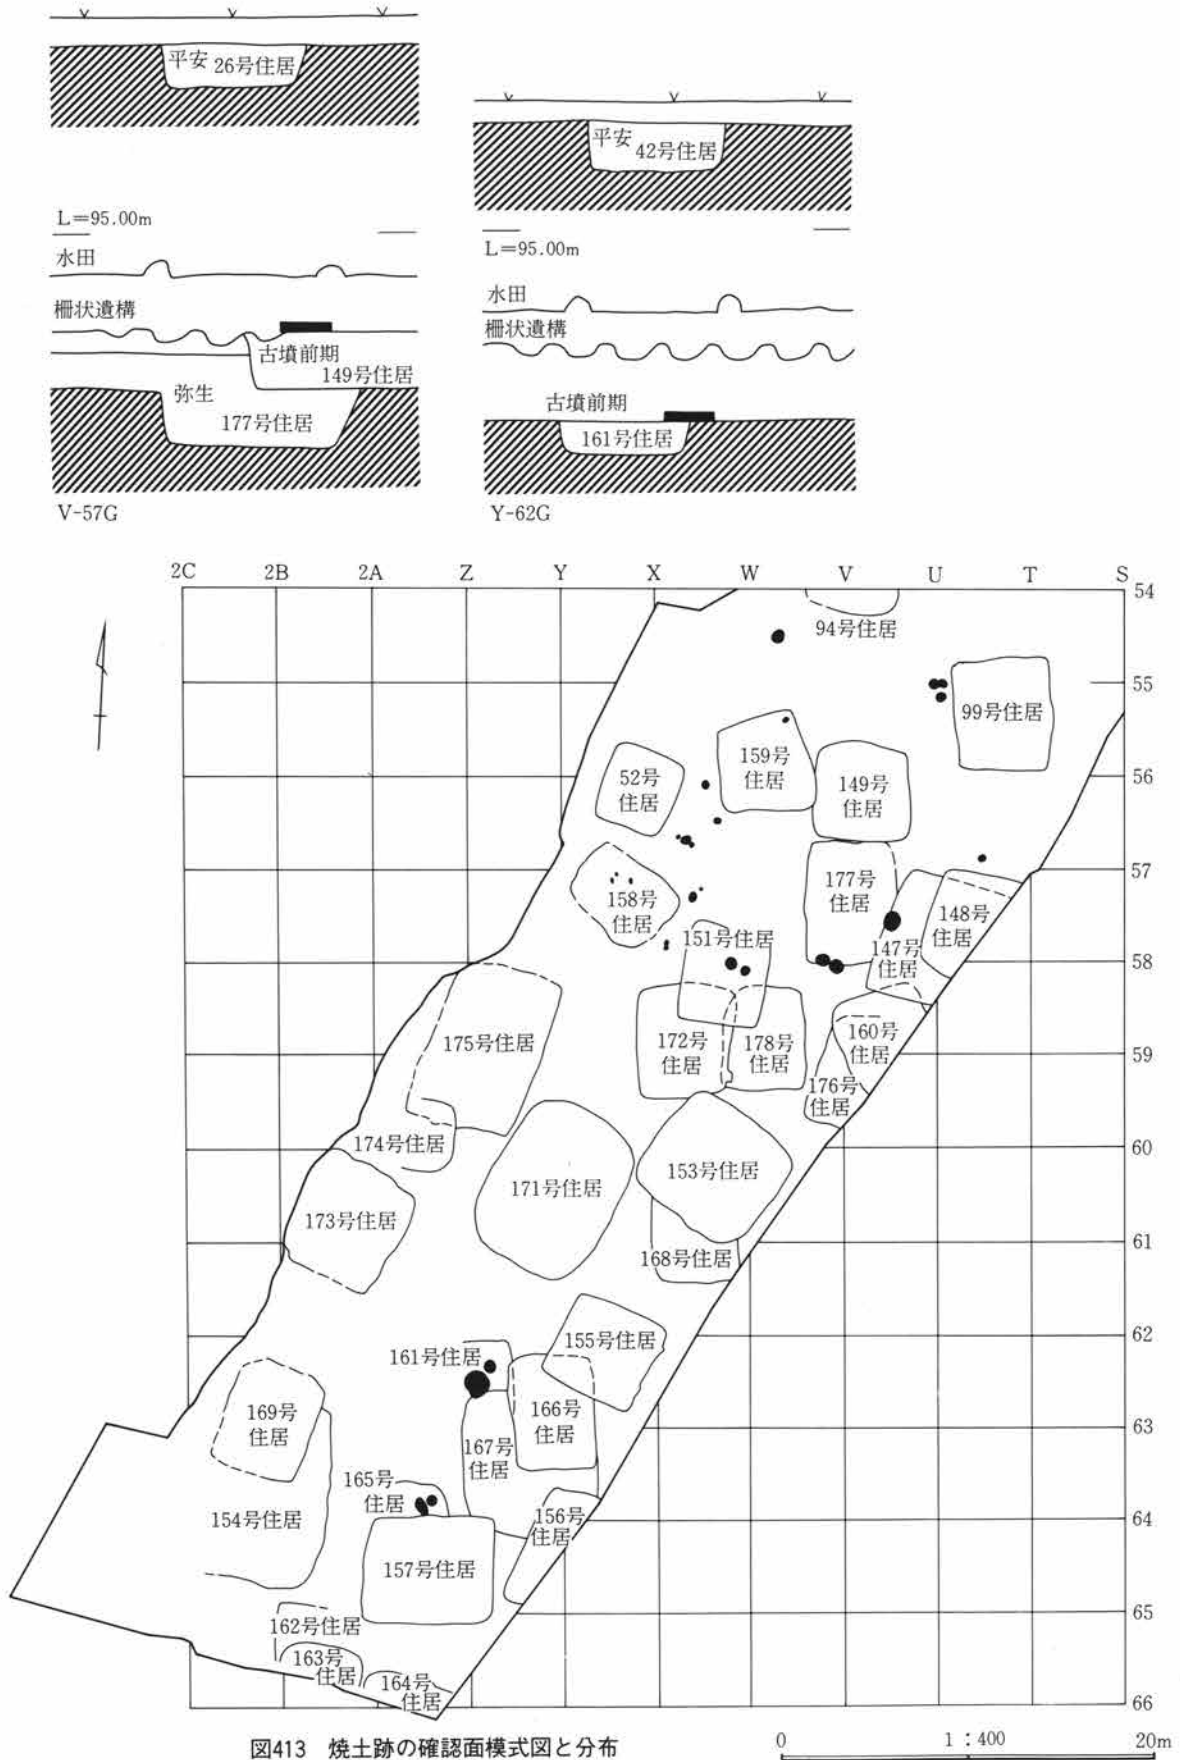 平安 26号住居
L=95.00m
水田
柵状遺構
古墳前期
149号住居
弥生
177号住居
V-57G
平安 42号住居
L=95.00m
水田
柵状遺構
古墳前期
161号住居
Y-62G
2C 2B 2A Z Y X W V U T S
54
94号住居
55
99号住居
159号
住居
52号
住居
149号
住居
56
57
177号
住居
158号
住居
148号
住居
151号住居
147号
住居
58
175号住居
172号
住居
178号
住居
160号
住居
59
176号
住居
174号住居
60
153号住居
171号住居
173号住居
61
168号住居
62
155号住居
161号住居
169号
住居
166号
住居
63
167号
住居
165号
住居
154号住居
156号
住居
64
157号住居
65
162号住居
163号
住居
164号
住居
66
図413 焼土跡の確認面模式図と分布
0 1:400 20m